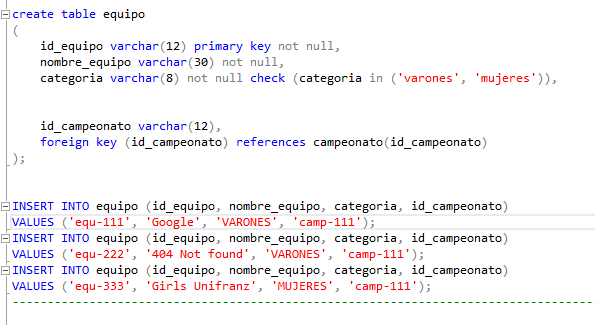 create table equipo
(
id_equipo varchar(12) primary key not null,
nombre_equipo varchar(30) not null,
categoria varchar(8) not null check (categoria in ('varones', 'mujeres')),
id_campeonato varchar(12),
foreign key (id_campeonato) references campeonato(id_campeonato)
);
INSERT INTO equipo (id_equipo, nombre_equipo, categoria, id_campeonato)
VALUES ('equ-111', 'Google', 'VARONES', 'camp-111');
INSERT INTO equipo (id_equipo, nombre_equipo, categoria, id_campeonato)
VALUES ('equ-222', '404 Not found', 'VARONES', 'camp-111');
INSERT INTO equipo (id_equipo, nombre_equipo, categoria, id_campeonato)
VALUES ('equ-333', 'Girls Unifranz', 'MUJERES', 'camp-111');